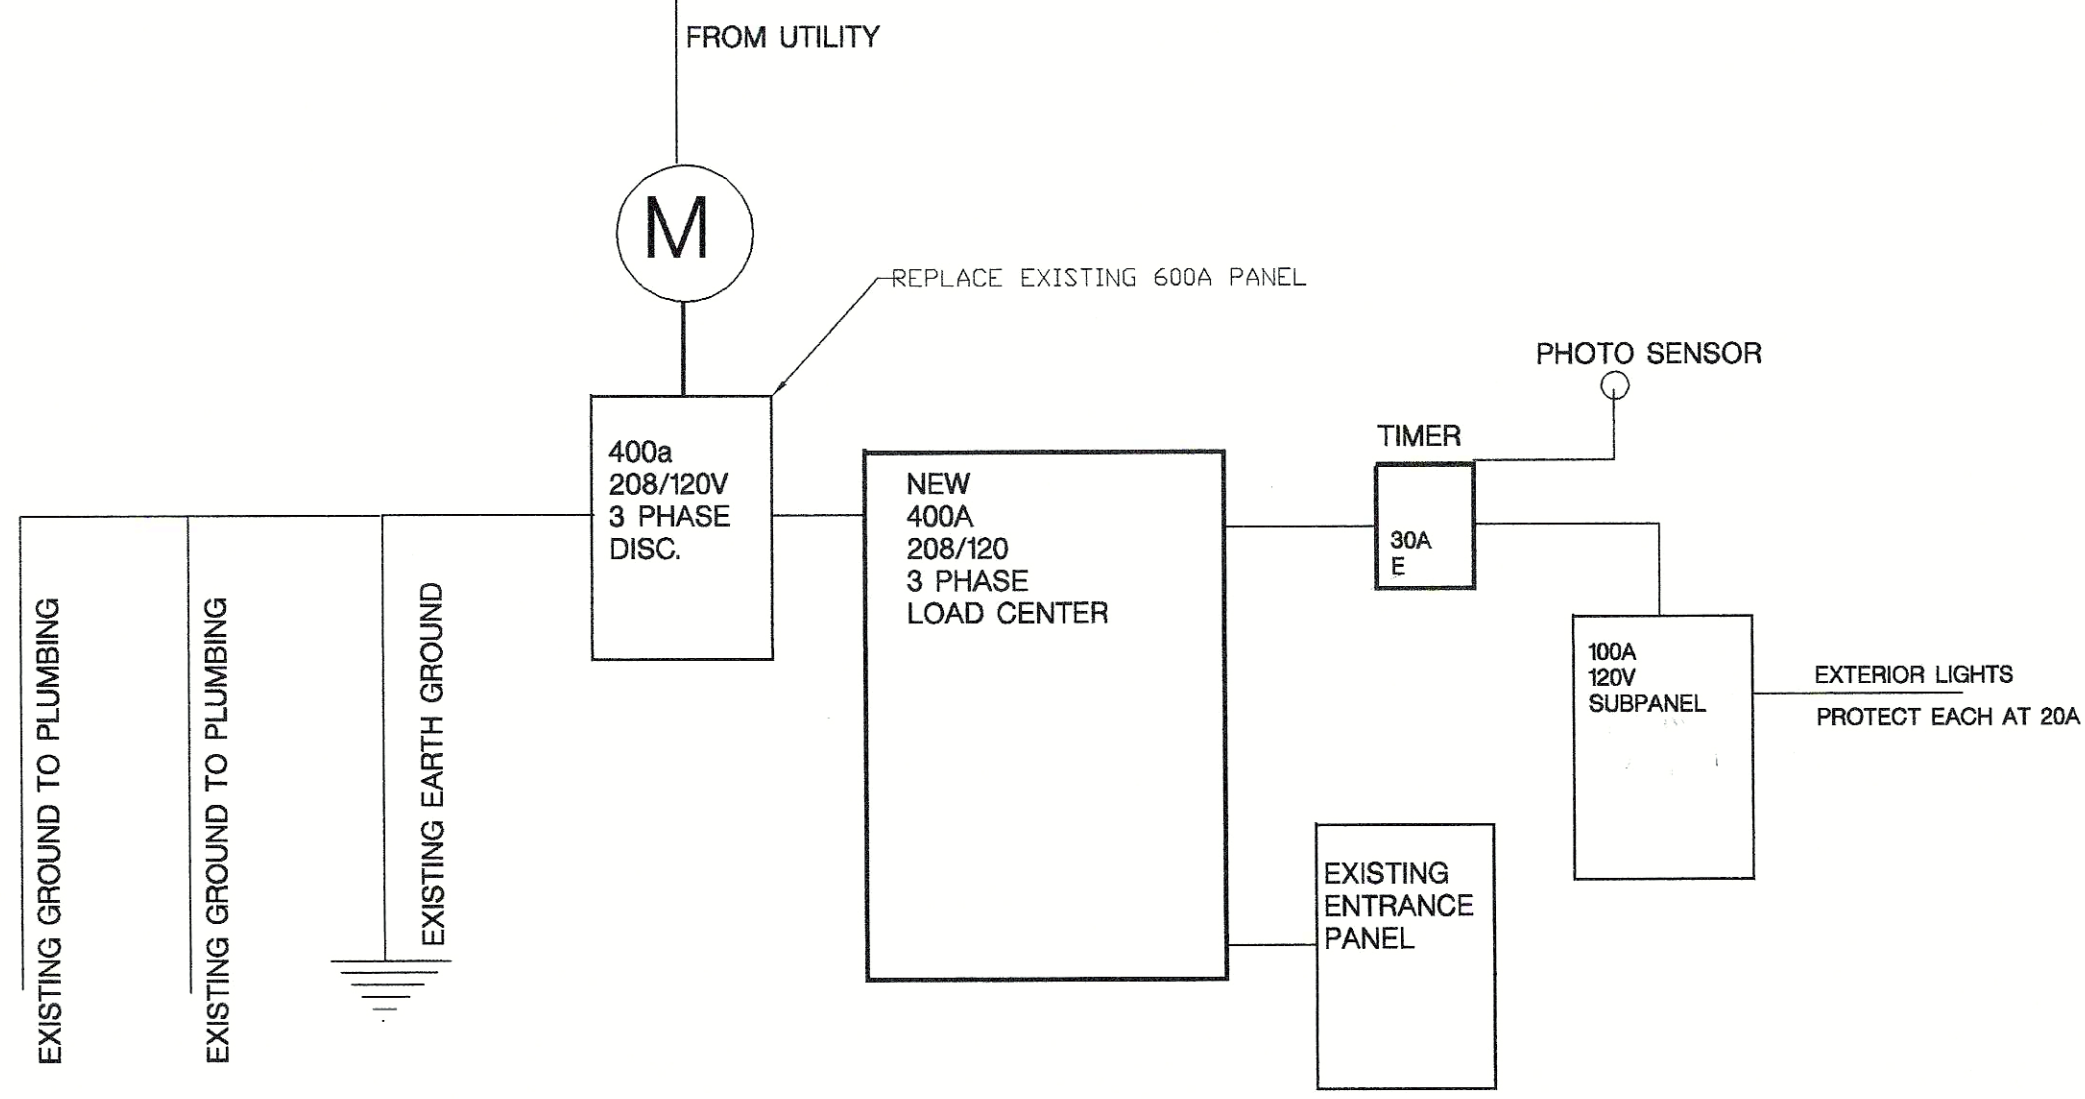 FROM UTILITY
M
REPLACE EXISTING 600A PANEL
PHOTO SENSOR
TIMER
400a
208/120V
3 PHASE
DISC.
NEW
400A
208/120
3 PHASE
LOAD CENTER
30A
E
100A
120V
SUBPANEL
EXTERIOR LIGHTS
PROTECT EACH AT 20A
EXISTING GROUND TO PLUMBING
EXISTING GROUND TO PLUMBING
EXISTING EARTH GROUND
EXISTING
ENTRANCE
PANEL